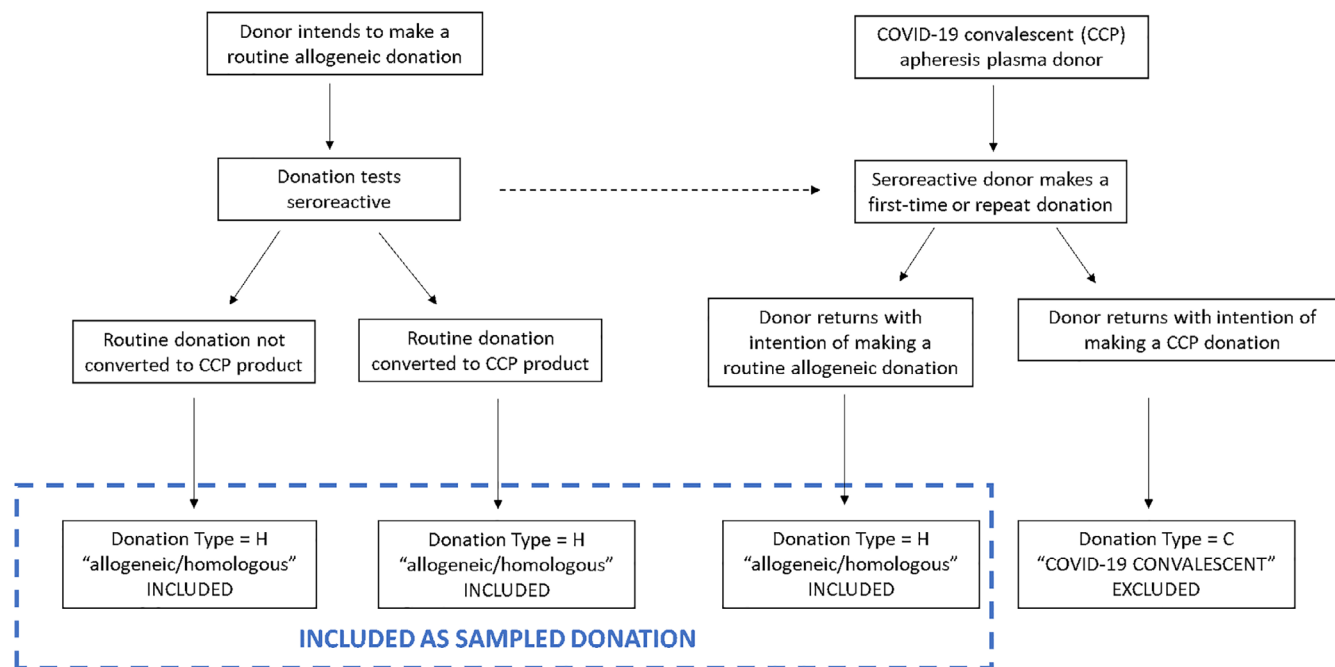 Donor intends to make a
routine allogeneic donation
COVID-19 convalescent (CCP)
apheresis plasma donor
Donation tests
seroreactive
Seroreactive donor makes a
first-time or repeat donation
Routine donation not
converted to CCP product
Routine donation
converted to CCP product
Donor returns with
intention of making a
routine allogeneic donation
Donor returns with intention of
making a CCP donation
Donation Type = H
“allogeneic/homologous”
INCLUDED
Donation Type = H
“allogeneic/homologous”
INCLUDED
Donation Type = H
“allogeneic/homologous”
INCLUDED
Donation Type = C
“COVID-19 CONVALESCENT”
EXCLUDED
INCLUDED AS SAMPLED DONATION